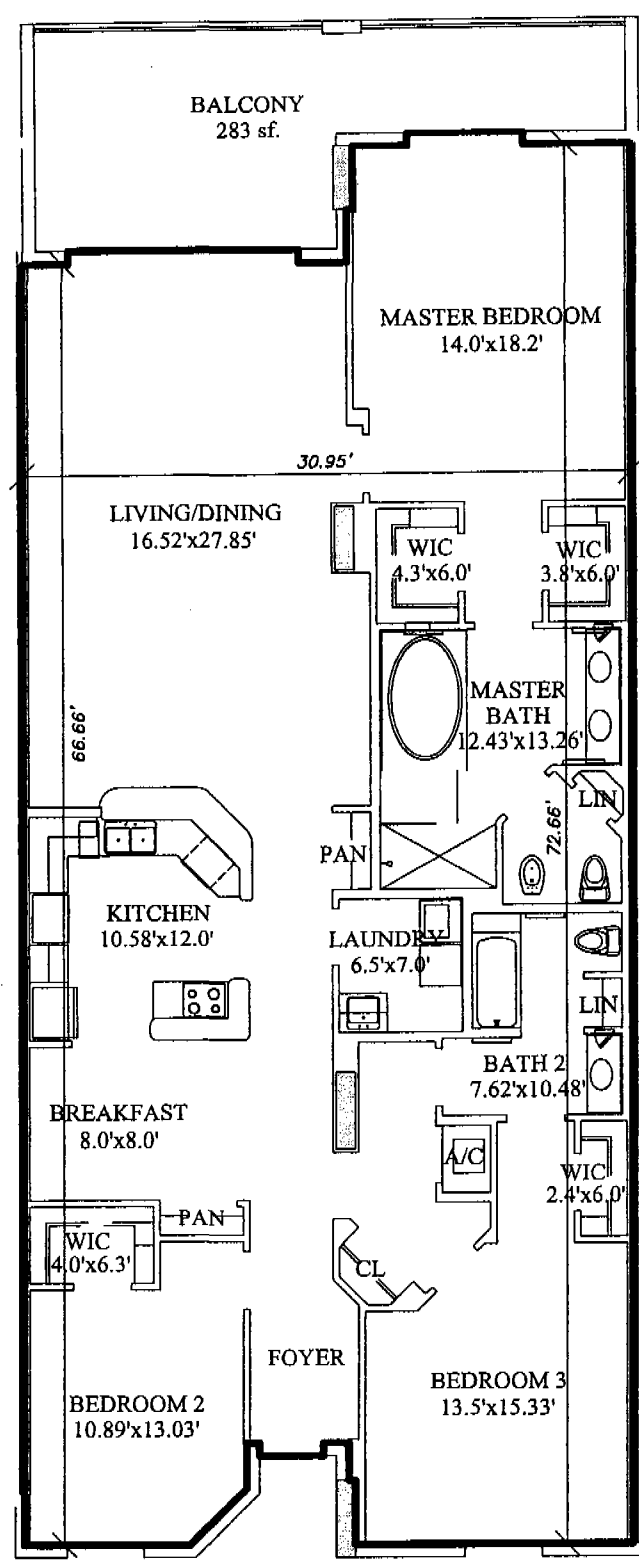 BALCONY
283 sf.
MASTER BEDROOM
14.0'x18.2'
30.95'
LIVING/DINING
16.52'x27.85'
WIC
4.3'x6.0'
WIC
3.8'x6.0'
66.66'
MASTER
BATH
12.43'x13.26'
LIN
72.66'
PAN
KITCHEN
10.58'x12.0'
LAUNDRY
6.5'x7.0'
LIN
BATH 2
7.62'x10.48'
BREAKFAST
8.0'x8.0'
A/C
WIC
2.4'x6.0'
PAN
WIC
4.0'x6.3'
CL
FOYER
BEDROOM 2
10.89'x13.03'
BEDROOM 3
13.5'x15.33'